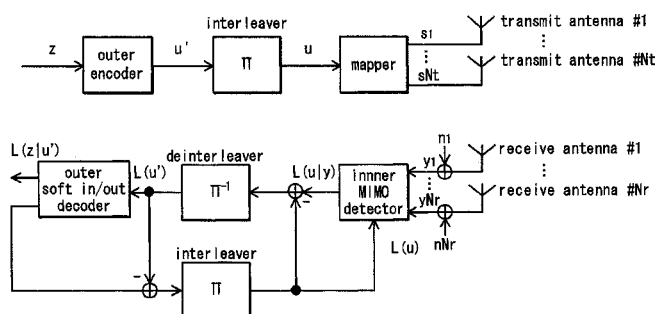 interleaver
z
outer
encoder
u'
Π
u
mapper
s1
⋮
sNt
transmit antenna #1
⋮
transmit antenna #Nt
L(z|u')
outer
soft in/out
decoder
L(u')
deinterleaver
Π-1
L(u|y)
-
innner
MIMO
detector
y1
⋮
yNr
n1
nNr
receive antenna #1
⋮
receive antenna #Nr
L(u)
-
interleaver
Π